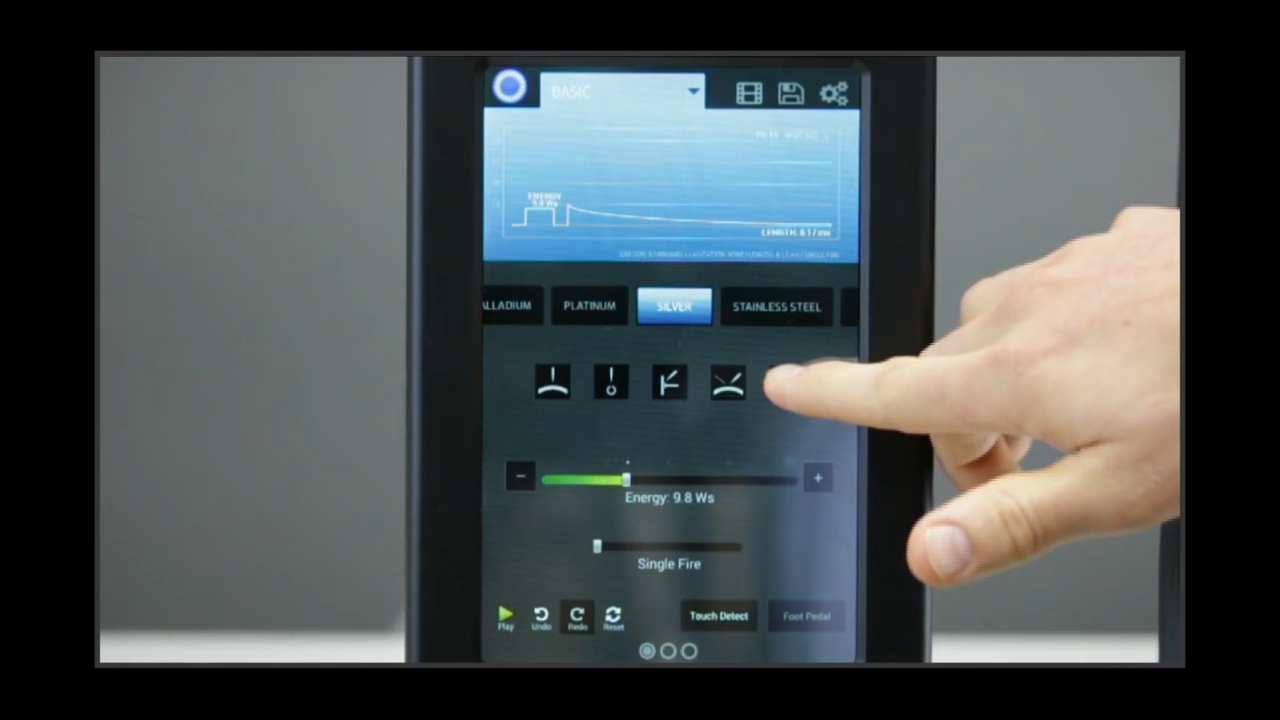 BASIC
ENERGY
9.8 Ws
LENGTH: 8.17 ms
ALLADIUM
PLATINUM
SILVER
STAINLESS STEEL
−
+
Energy: 9.8 Ws
Single Fire
Play
Undo
Redo
Reset
Touch Detect
Foot Pedal